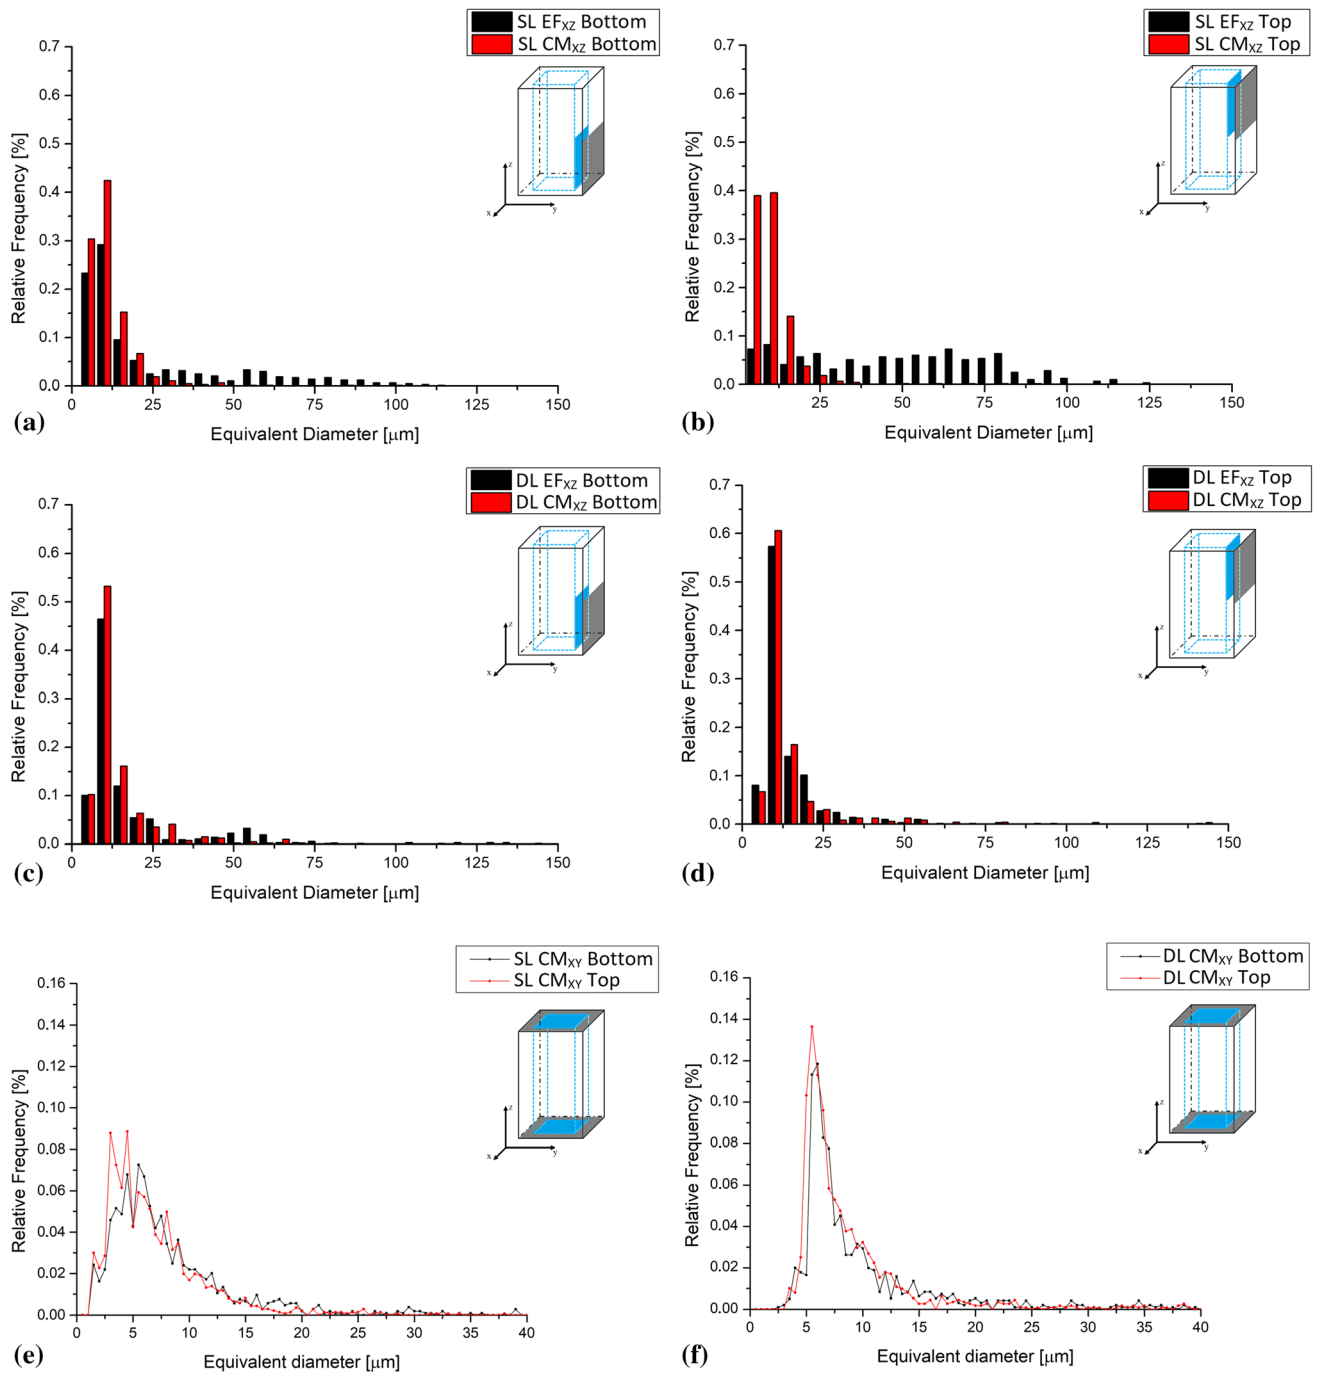 SL EFXZ Bottom
SL CMXZ Bottom
0.7
0.6
0.5
0.4
0.3
0.2
0.1
0.0
Relative Frequency [%]
z
x
y
0 25 50 75 100 125 150
(a)
Equivalent Diameter [μm]
SL EFXZ Top
SL CMXZ Top
0.7
0.6
0.5
0.4
0.3
0.2
0.1
0.0
Relative Frequency [%]
z
x
y
25 50 75 100 125 150
(b)
Equivalent Diameter [μm]
DL EFXZ Bottom
DL CMXZ Bottom
0.7
0.6
0.5
0.4
0.3
0.2
0.1
0.0
Relative Frequency [%]
z
x
y
0 25 50 75 100 125 150
(c)
Equivalent Diameter [μm]
DL EFXZ Top
DL CMXZ Top
0.7
0.6
0.5
0.4
0.3
0.2
0.1
0.0
Relative Frequency [%]
z
x
y
0 25 50 75 100 125 150
(d)
Equivalent Diameter [μm]
SL CMXY Bottom
SL CMXY Top
0.16
0.14
0.12
0.10
0.08
0.06
0.04
0.02
0.00
Relative Frequency [%]
z
x
y
0 5 10 15 20 25 30 35 40
(e)
Equivalent diameter [μm]
DL CMXY Bottom
DL CMXY Top
0.16
0.14
0.12
0.10
0.08
0.06
0.04
0.02
0.00
Relative Frequency [%]
z
x
y
0 5 10 15 20 25 30 35 40
(f)
Equivalent diameter [μm]